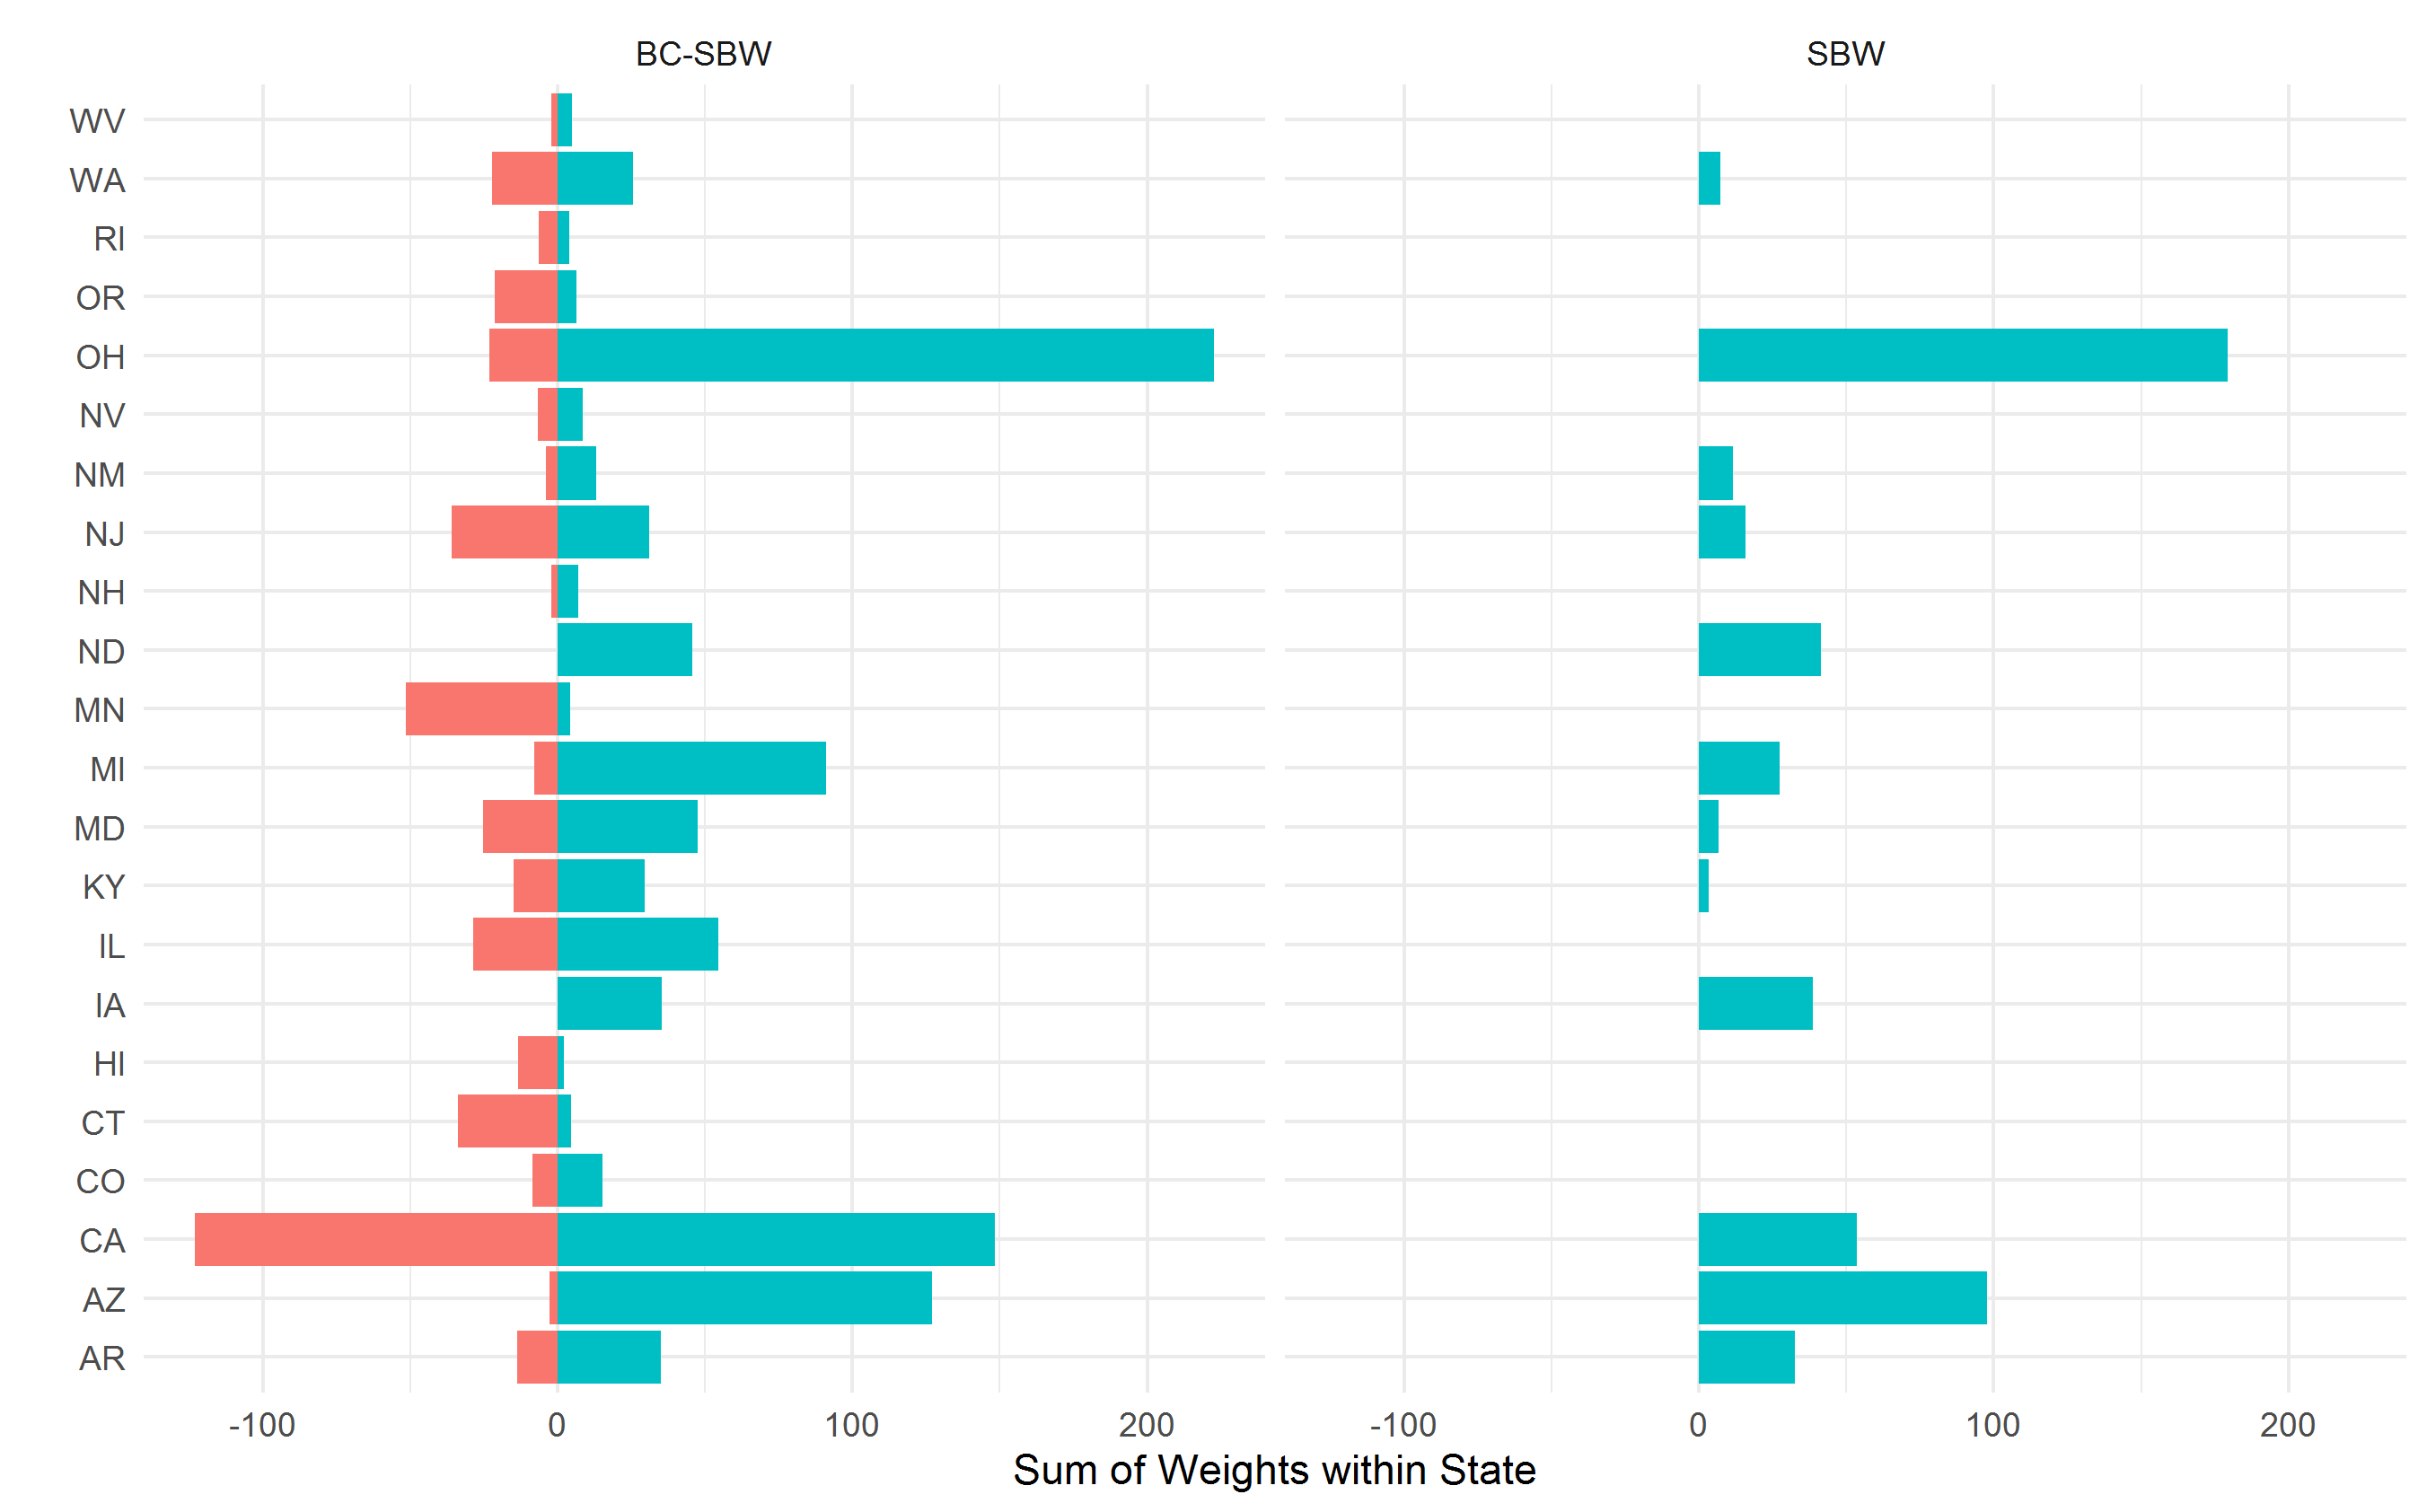 BC-SBW
SBW
WV
WA
RI
OR
OH
NV
NM
NJ
NH
ND
MN
MI
MD
KY
IL
IA
HI
CT
CO
CA
AZ
AR
-100 0 100 200 -100 0 100 200
Sum of Weights within State